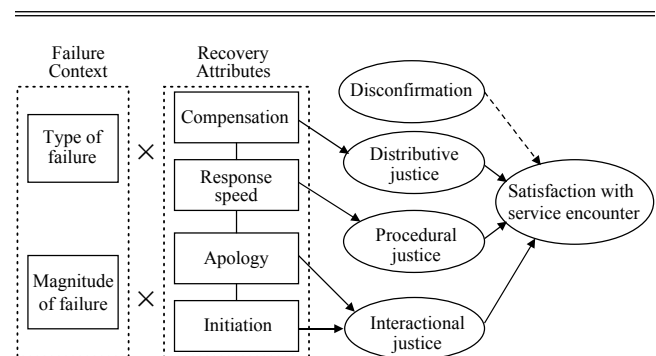 Failure
Context
Recovery
Attributes
Type of
failure
×
Magnitude
of failure
×
Compensation
Response
speed
Apology
Initiation
Disconfirmation
Distributive
justice
Procedural
justice
Interactional
justice
Satisfaction with
service encounter